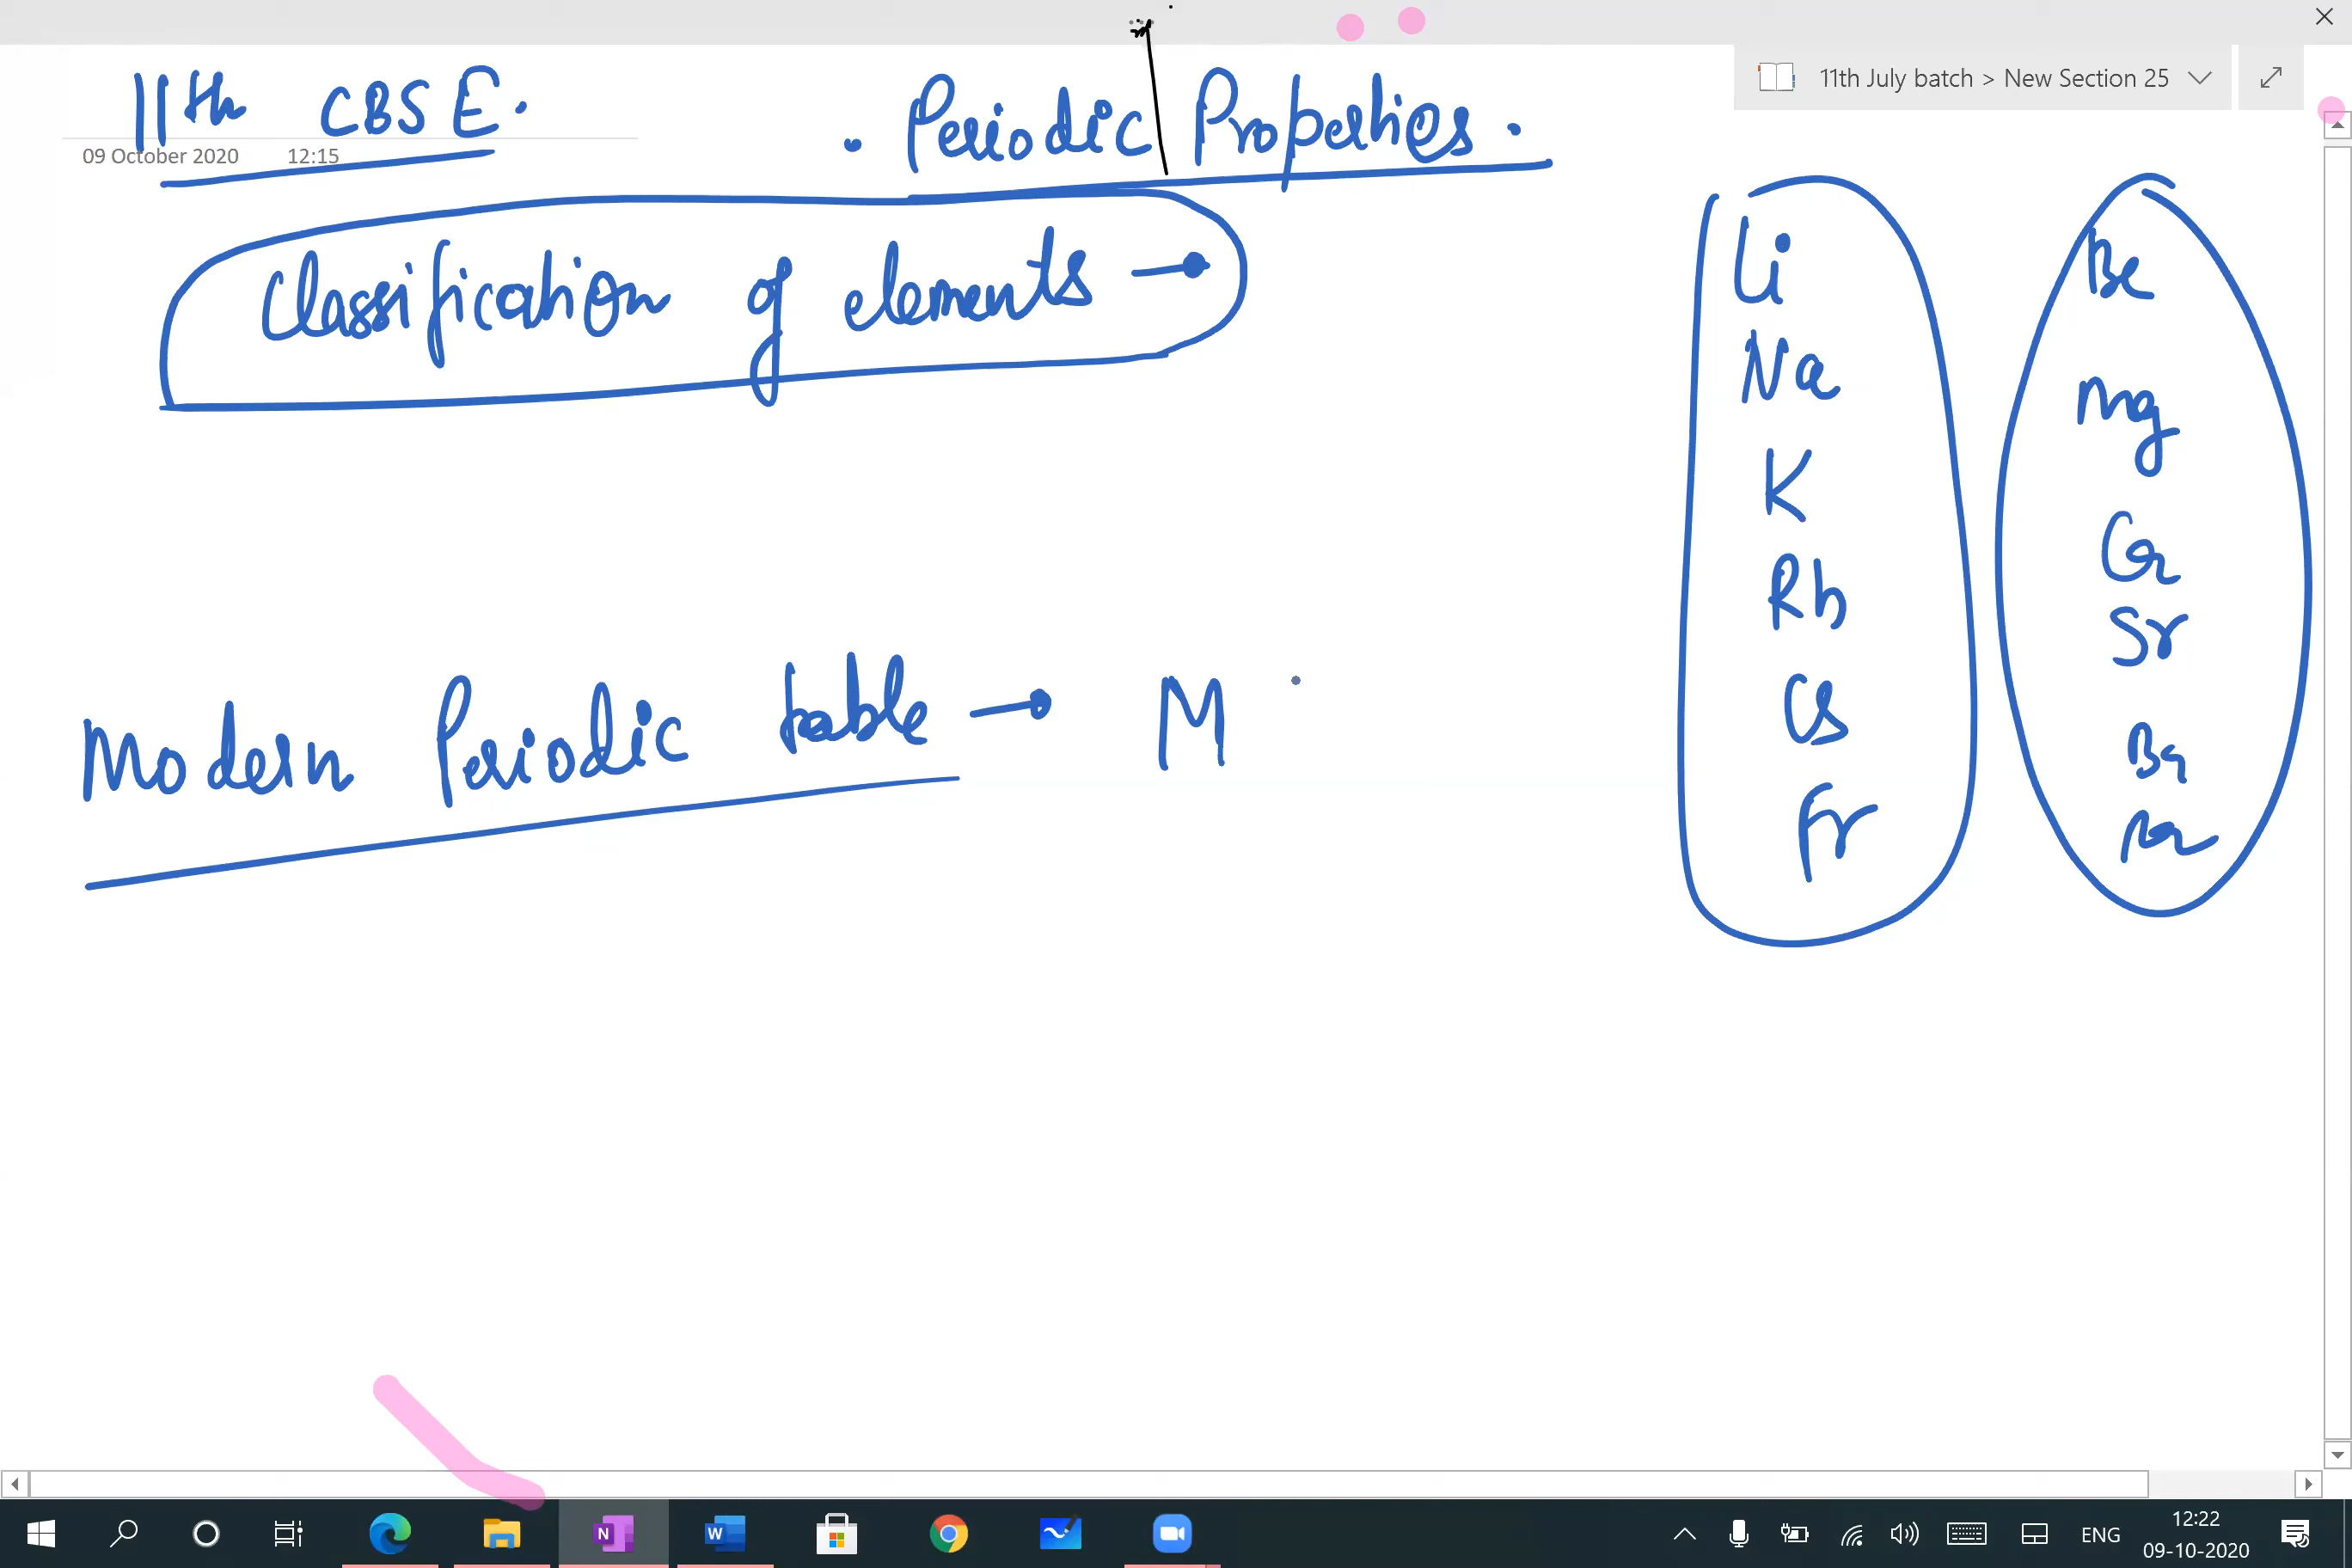 11th July batch > New Section 25
11th CBSE.
. Periodic Properties.
09 October 2020 12:15
Classification of elements →
Modern Periodic table → M
Li
Na
K
Rb
Cs
Fr
Be
Mg
Ca
Sr
Ba
Ra
ENG
12:22
09-10-2020